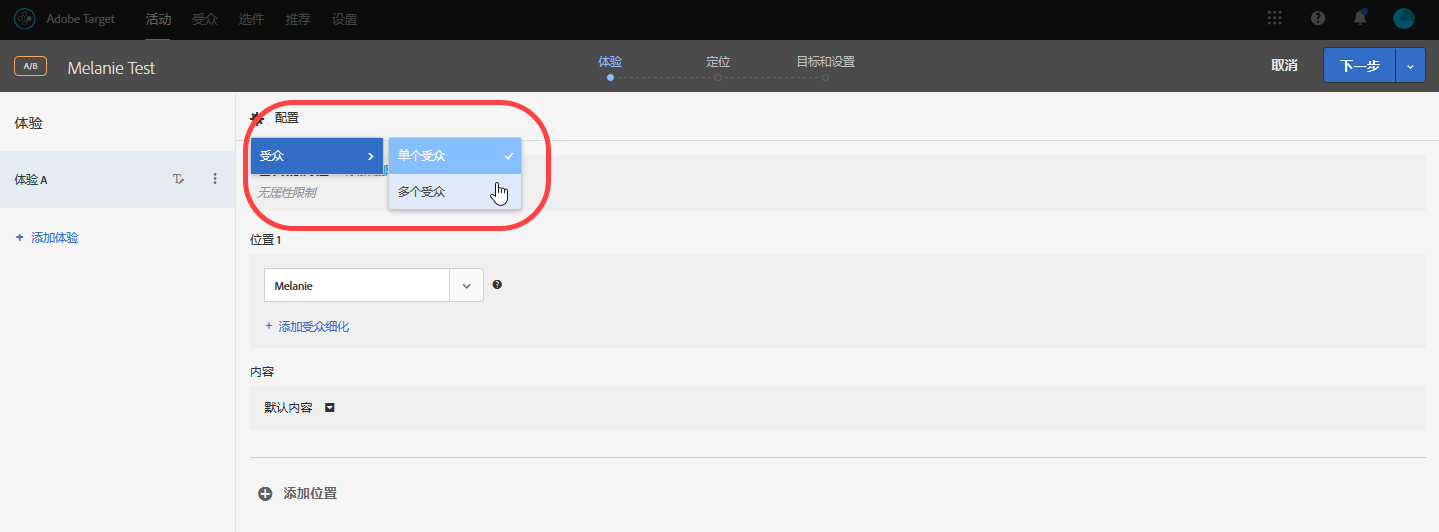 Adobe Target 活动 受众 选件 推荐 设置
A/B Melanie Test 体验 定位 目标和设置 取消 下一步
体验
配置
受众 单个受众
体验 A
多个受众
无属性限制
添加体验
位置 1
Melanie
+ 添加受众细化
内容
默认内容
添加位置